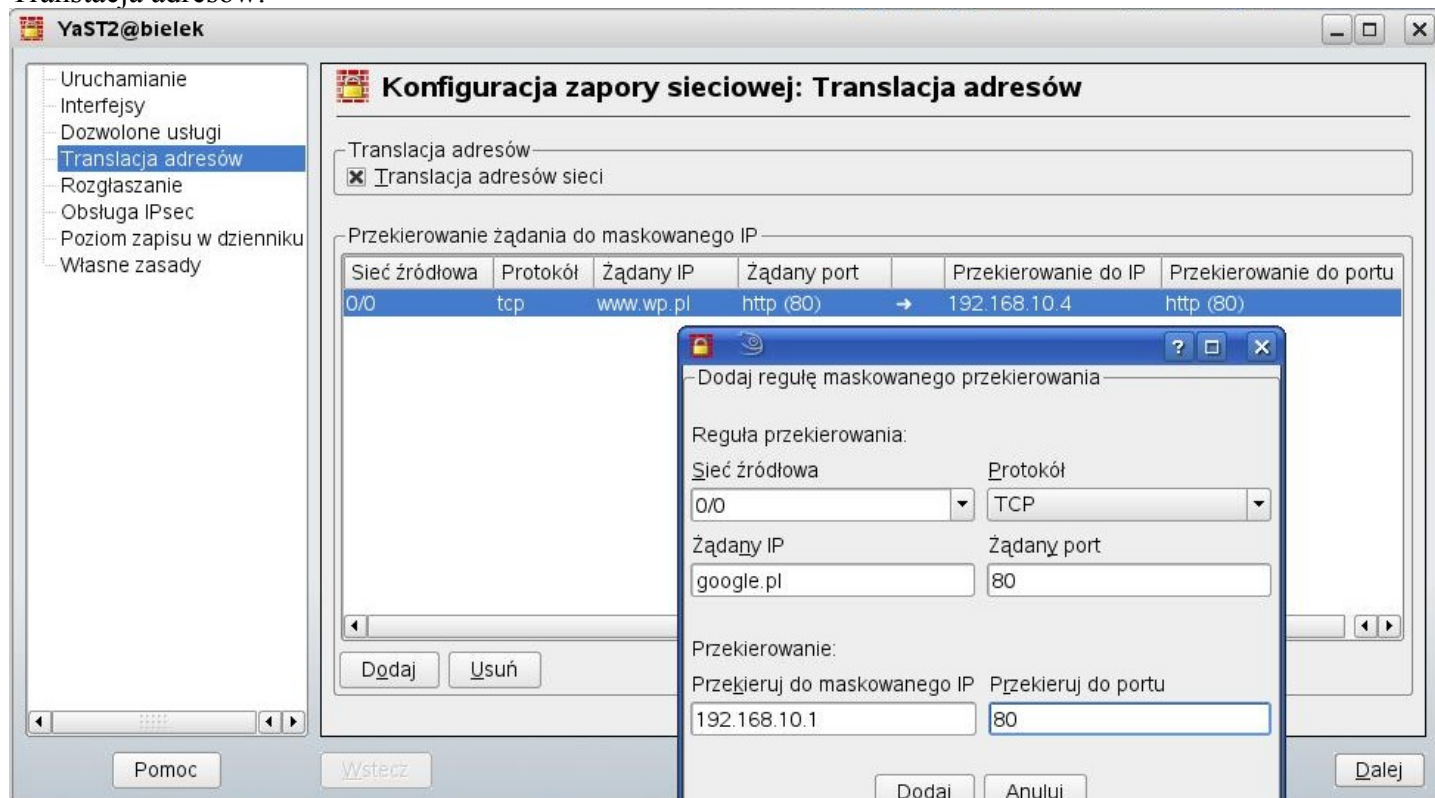 Translacja adresów:
YaST2@bielek
Uruchamianie
Interfejsy
Dozwolone usługi
Translacja adresów
Rozgłaszanie
Obsługa IPsec
Poziom zapisu w dzienniku
Własne zasady
Konfiguracja zapory sieciowej: Translacja adresów
Translacja adresów
Translacja adresów sieci
Przekierowanie żądania do maskowanego IP
Sieć źródłowa Protokół Żądany IP Żądany port Przekierowanie do IP Przekierowanie do portu
0/0 tcp www.wp.pl http (80) → 192.168.10.4 http (80)
Dodaj Usuń
Dodaj regułę maskowanego przekierowania
Reguła przekierowania:
Sieć źródłowa Protokół
0/0 TCP
Żądany IP Żądany port
google.pl 80
Przekierowanie:
Przekieruj do maskowanego IP Przekieruj do portu
192.168.10.1 80
Dodaj Anuluj
Pomoc Wstecz Dalej